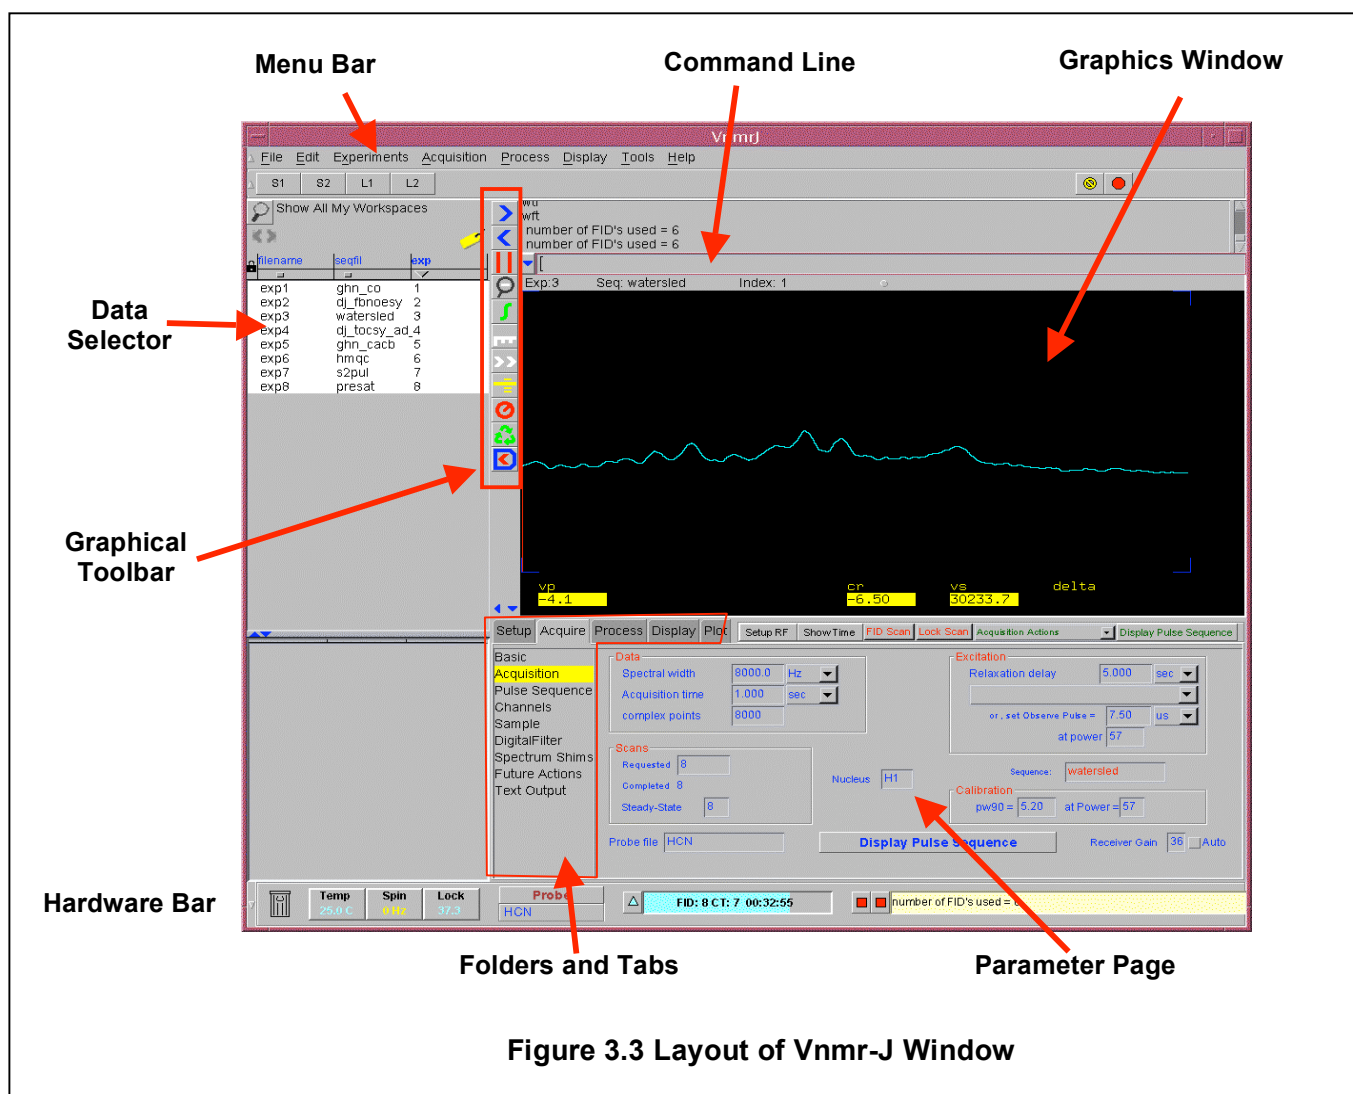 Menu Bar
Command Line
Graphics Window
VnmrJ
File Edit Experiments Acquisition Process Display Tools Help
S1 S2 L1 L2
Show All My Workspaces
wft
number of FID's used = 6
number of FID's used = 6
filename seqfil exp
[
Exp:3 Seq: watersled Index: 1
exp1 ghn_co 1
exp2 dj_fbnoesy 2
exp3 watersled 3
exp4 dj_tocsy_ad_4
exp5 ghn_cacb 5
exp6 hmqc 6
exp7 s2pul 7
exp8 presat 8
Data
Selector
Graphical
Toolbar
vp cr vs delta
-4.1 -6.50 30233.7
Setup Acquire Process Display Plot Setup RF ShowTime FID Scan Lock Scan Acquisition Actions Display Pulse Sequence
Basic
Acquisition
Pulse Sequence
Channels
Sample
DigitalFilter
Spectrum Shims
Future Actions
Text Output
Data
Spectral width 8000.0 Hz
Acquisition time 1.000 sec
complex points 8000
Scans
Requested 8
Completed 8
Steady-State 8
Probe file HCN
Nucleus H1
Display Pulse Sequence
Excitation
Relaxation delay 5.000 sec
or, set Observe Pulse = 7.50 us
at power 57
Sequence: watersled
Calibration
pw90 = 5.20 at Power = 57
Receiver Gain 36 Auto
Hardware Bar
Temp Spin Lock
25.0 C 0 Hz 37.3
Probe
HCN
FID: 8 CT: 7 00:32:55
number of FID's used =
Folders and Tabs
Parameter Page
Figure 3.3 Layout of Vnmr-J Window